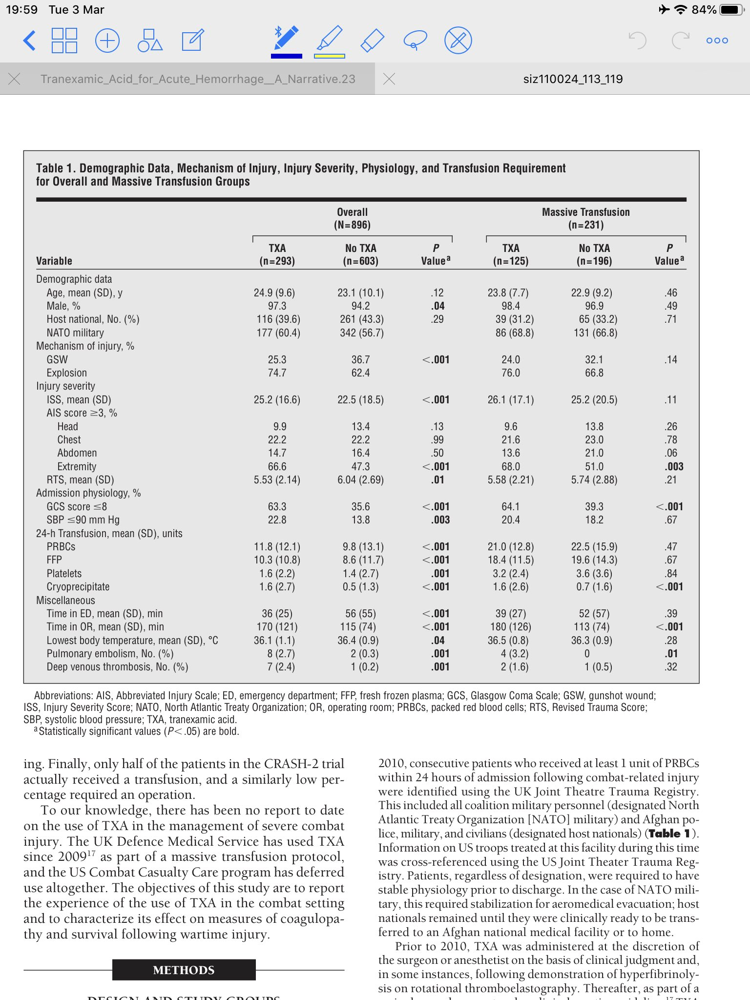 19:59 Tue 3 Mar 84%
Tranexamic_Acid_for_Acute_Hemorrhage__A_Narrative.23 siz110024_113_119
Table 1. Demographic Data, Mechanism of Injury, Injury Severity, Physiology, and Transfusion Requirement
for Overall and Massive Transfusion Groups
Overall Massive Transfusion
(N=896) (n=231)
TXA No TXA P TXA No TXA P
Variable (n=293) (n=603) Value a (n=125) (n=196) Value a
Demographic data
Age, mean (SD), y 24.9 (9.6) 23.1 (10.1) .12 23.8 (7.7) 22.9 (9.2) .46
Male, % 97.3 94.2 .04 98.4 96.9 .49
Host national, No. (%) 116 (39.6) 261 (43.3) .29 39 (31.2) 65 (33.2) .71
NATO military 177 (60.4) 342 (56.7) 86 (68.8) 131 (66.8)
Mechanism of injury, %
GSW 25.3 36.7 <.001 24.0 32.1 .14
Explosion 74.7 62.4 76.0 66.8
Injury severity
ISS, mean (SD) 25.2 (16.6) 22.5 (18.5) <.001 26.1 (17.1) 25.2 (20.5) .11
AIS score ≥3, %
Head 9.9 13.4 .13 9.6 13.8 .26
Chest 22.2 22.2 .99 21.6 23.0 .78
Abdomen 14.7 16.4 .50 13.6 21.0 .06
Extremity 66.6 47.3 <.001 68.0 51.0 .003
RTS, mean (SD) 5.53 (2.14) 6.04 (2.69) .01 5.58 (2.21) 5.74 (2.88) .21
Admission physiology, %
GCS score ≤8 63.3 35.6 <.001 64.1 39.3 <.001
SBP ≤90 mm Hg 22.8 13.8 .003 20.4 18.2 .67
24-h Transfusion, mean (SD), units
PRBCs 11.8 (12.1) 9.8 (13.1) <.001 21.0 (12.8) 22.5 (15.9) .47
FFP 10.3 (10.8) 8.6 (11.7) <.001 18.4 (11.5) 19.6 (14.3) .67
Platelets 1.6 (2.2) 1.4 (2.7) .001 3.2 (2.4) 3.6 (3.6) .84
Cryoprecipitate 1.6 (2.7) 0.5 (1.3) <.001 1.6 (2.6) 0.7 (1.6) <.001
Miscellaneous
Time in ED, mean (SD), min 36 (25) 56 (55) <.001 39 (27) 52 (57) .39
Time in OR, mean (SD), min 170 (121) 115 (74) <.001 180 (126) 113 (74) <.001
Lowest body temperature, mean (SD), °C 36.1 (1.1) 36.4 (0.9) .04 36.5 (0.8) 36.3 (0.9) .28
Pulmonary embolism, No. (%) 8 (2.7) 2 (0.3) .001 4 (3.2) 0 .01
Deep venous thrombosis, No. (%) 7 (2.4) 1 (0.2) .001 2 (1.6) 1 (0.5) .32
Abbreviations: AIS, Abbreviated Injury Scale; ED, emergency department; FFP, fresh frozen plasma; GCS, Glasgow Coma Scale; GSW, gunshot wound;
ISS, Injury Severity Score; NATO, North Atlantic Treaty Organization; OR, operating room; PRBCs, packed red blood cells; RTS, Revised Trauma Score;
SBP, systolic blood pressure; TXA, tranexamic acid.
a Statistically significant values (P<.05) are bold.
ing. Finally, only half of the patients in the CRASH-2 trial
actually received a transfusion, and a similarly low per-
centage required an operation.
To our knowledge, there has been no report to date
on the use of TXA in the management of severe combat
injury. The UK Defence Medical Service has used TXA
since 2009 17 as part of a massive transfusion protocol,
and the US Combat Casualty Care program has deferred
use altogether. The objectives of this study are to report
the experience of the use of TXA in the combat setting
and to characterize its effect on measures of coagulopa-
thy and survival following wartime injury.
METHODS
DESIGN AND STUDY GROUPS
2010, consecutive patients who received at least 1 unit of PRBCs
within 24 hours of admission following combat-related injury
were identified using the UK Joint Theatre Trauma Registry.
This included all coalition military personnel (designated North
Atlantic Treaty Organization [NATO] military) and Afghan po-
lice, military, and civilians (designated host nationals) (Table 1).
Information on US troops treated at this facility during this time
was cross-referenced using the US Joint Theater Trauma Reg-
istry. Patients, regardless of designation, were required to have
stable physiology prior to discharge. In the case of NATO mili-
tary, this required stabilization for aeromedical evacuation; host
nationals remained until they were clinically ready to be trans-
ferred to an Afghan national medical facility or to home.
Prior to 2010, TXA was administered at the discretion of
the surgeon or anesthetist on the basis of clinical judgment and,
in some instances, following demonstration of hyperfibrinoly-
sis on rotational thromboelastography. Thereafter, as part of a